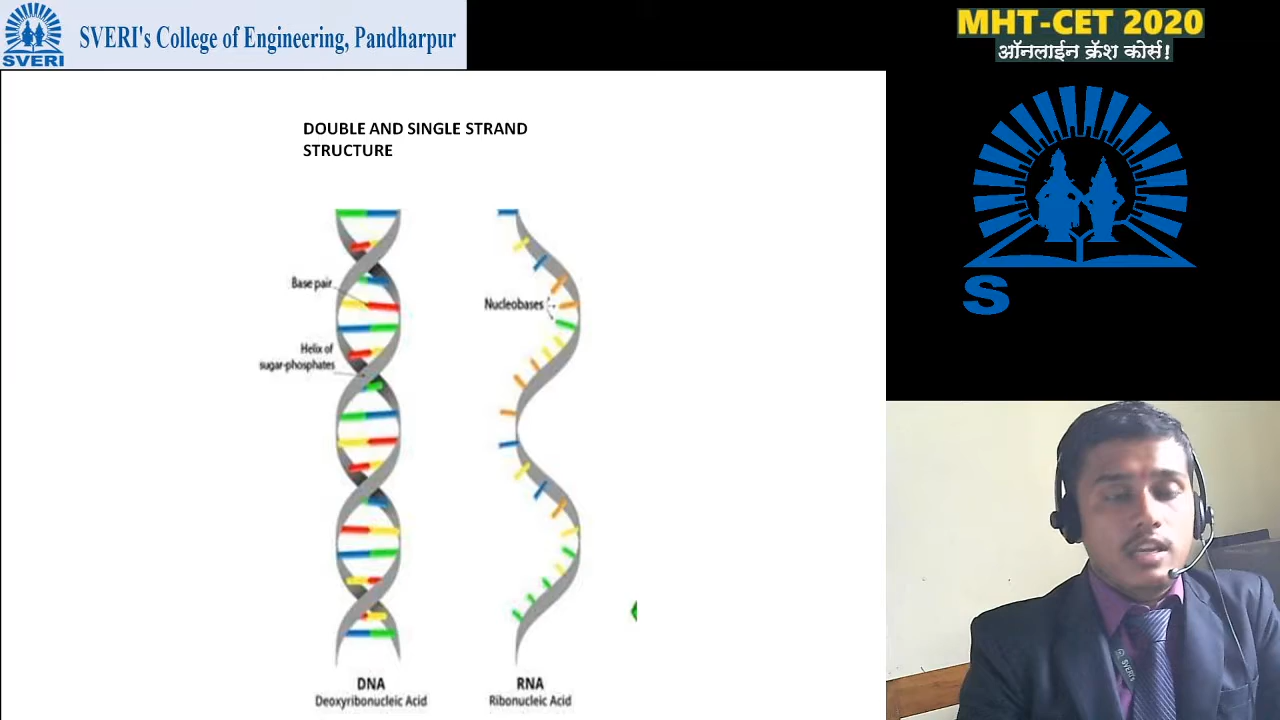 SVERI
SVERI's College of Engineering, Pandharpur
MHT-CET 2020
ऑनलाईन क्रॅश कोर्स!
S
DOUBLE AND SINGLE STRAND
STRUCTURE
Base pair
Helix of
sugar-phosphates
Nucleobases
DNA
Deoxyribonucleic Acid
RNA
Ribonucleic Acid
SVERI's